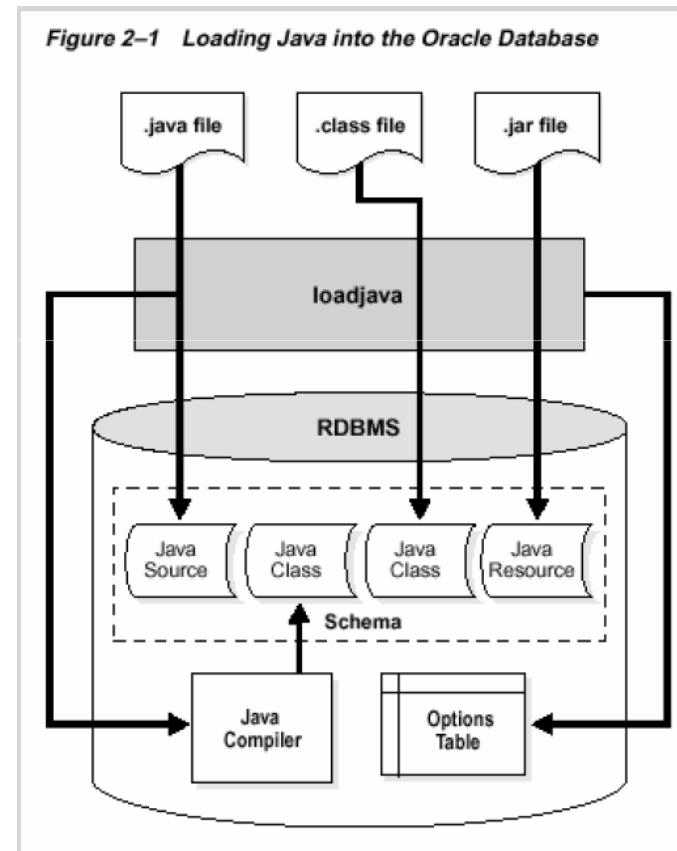 Figure 2–1 Loading Java into the Oracle Database
.java file
.class file
.jar file
loadjava
RDBMS
Java
Source
Java
Class
Java
Class
Java
Resource
Schema
Java
Compiler
Options
Table